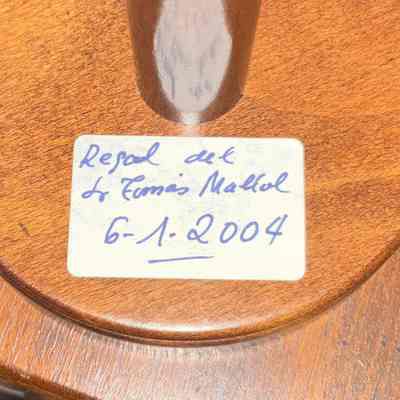 Regal del
Sr Tomàs Mallol
6-1-2004